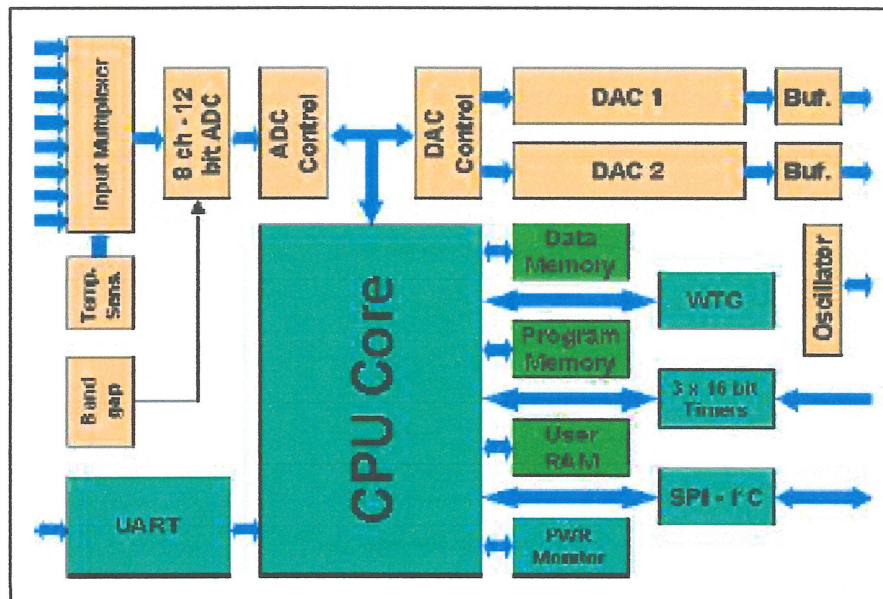 Input Multiplexer
8 ch - 12
bit ADC
ADC
Control
DAC
Control
DAC 1
Buf.
DAC 2
Buf.
Temp.
Sens.
Band
gap
CPU Core
Data
Memory
WTG
Oscillator
Program
Memory
3 x 16 bit
Timers
User
RAM
SPI - I²C
UART
PWR
Monitor